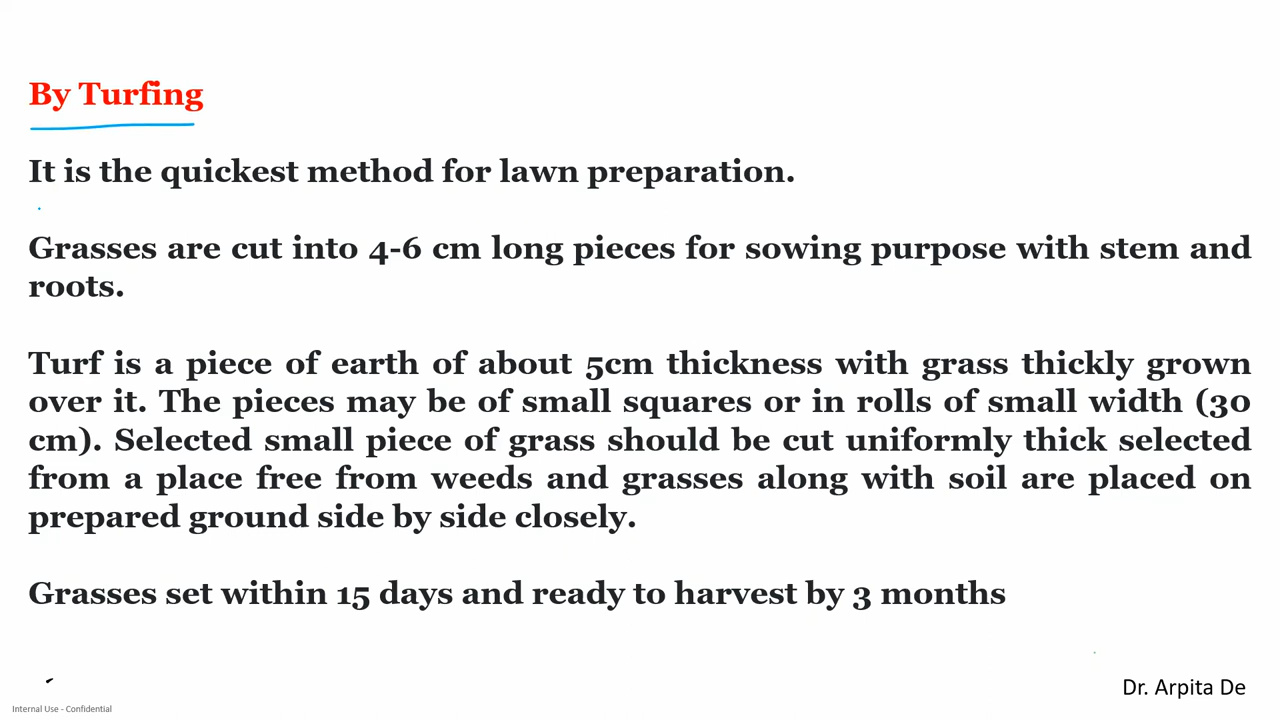 By Turfing
It is the quickest method for lawn preparation.
Grasses are cut into 4-6 cm long pieces for sowing purpose with stem and
roots.
Turf is a piece of earth of about 5cm thickness with grass thickly grown
over it. The pieces may be of small squares or in rolls of small width (30
cm). Selected small piece of grass should be cut uniformly thick selected
from a place free from weeds and grasses along with soil are placed on
prepared ground side by side closely.
Grasses set within 15 days and ready to harvest by 3 months
Dr. Arpita De
Internal Use - Confidential